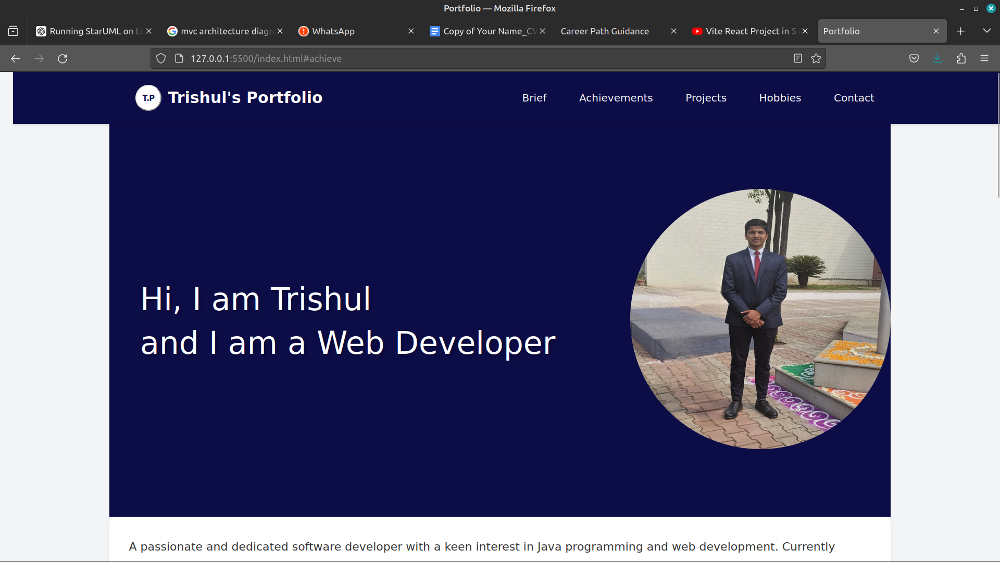 Portfolio — Mozilla Firefox
Running StarUML on Li
mvc architecture diagra
WhatsApp
Copy of Your Name_CV
Career Path Guidance
Vite React Project in 5
Portfolio
127.0.0.1:5500/index.html#achieve
T.P
Trishul's Portfolio
Brief
Achievements
Projects
Hobbies
Contact
Hi, I am Trishul
and I am a Web Developer
A passionate and dedicated software developer with a keen interest in Java programming and web development. Currently